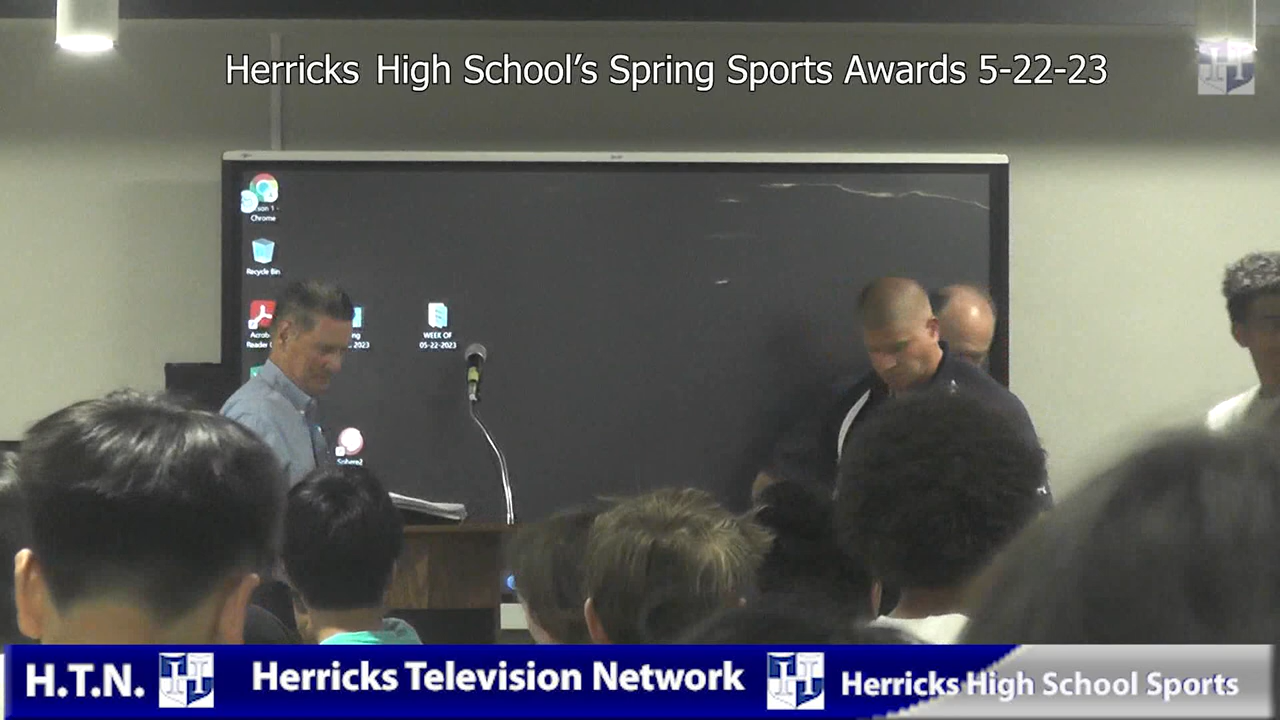 Herricks High School's Spring Sports Awards 5-22-23
Chrome
Recycle Bin
Reader
2023
WEEK OF
05-22-2023
H.T.N.
Herricks Television Network
Herricks High School Sports